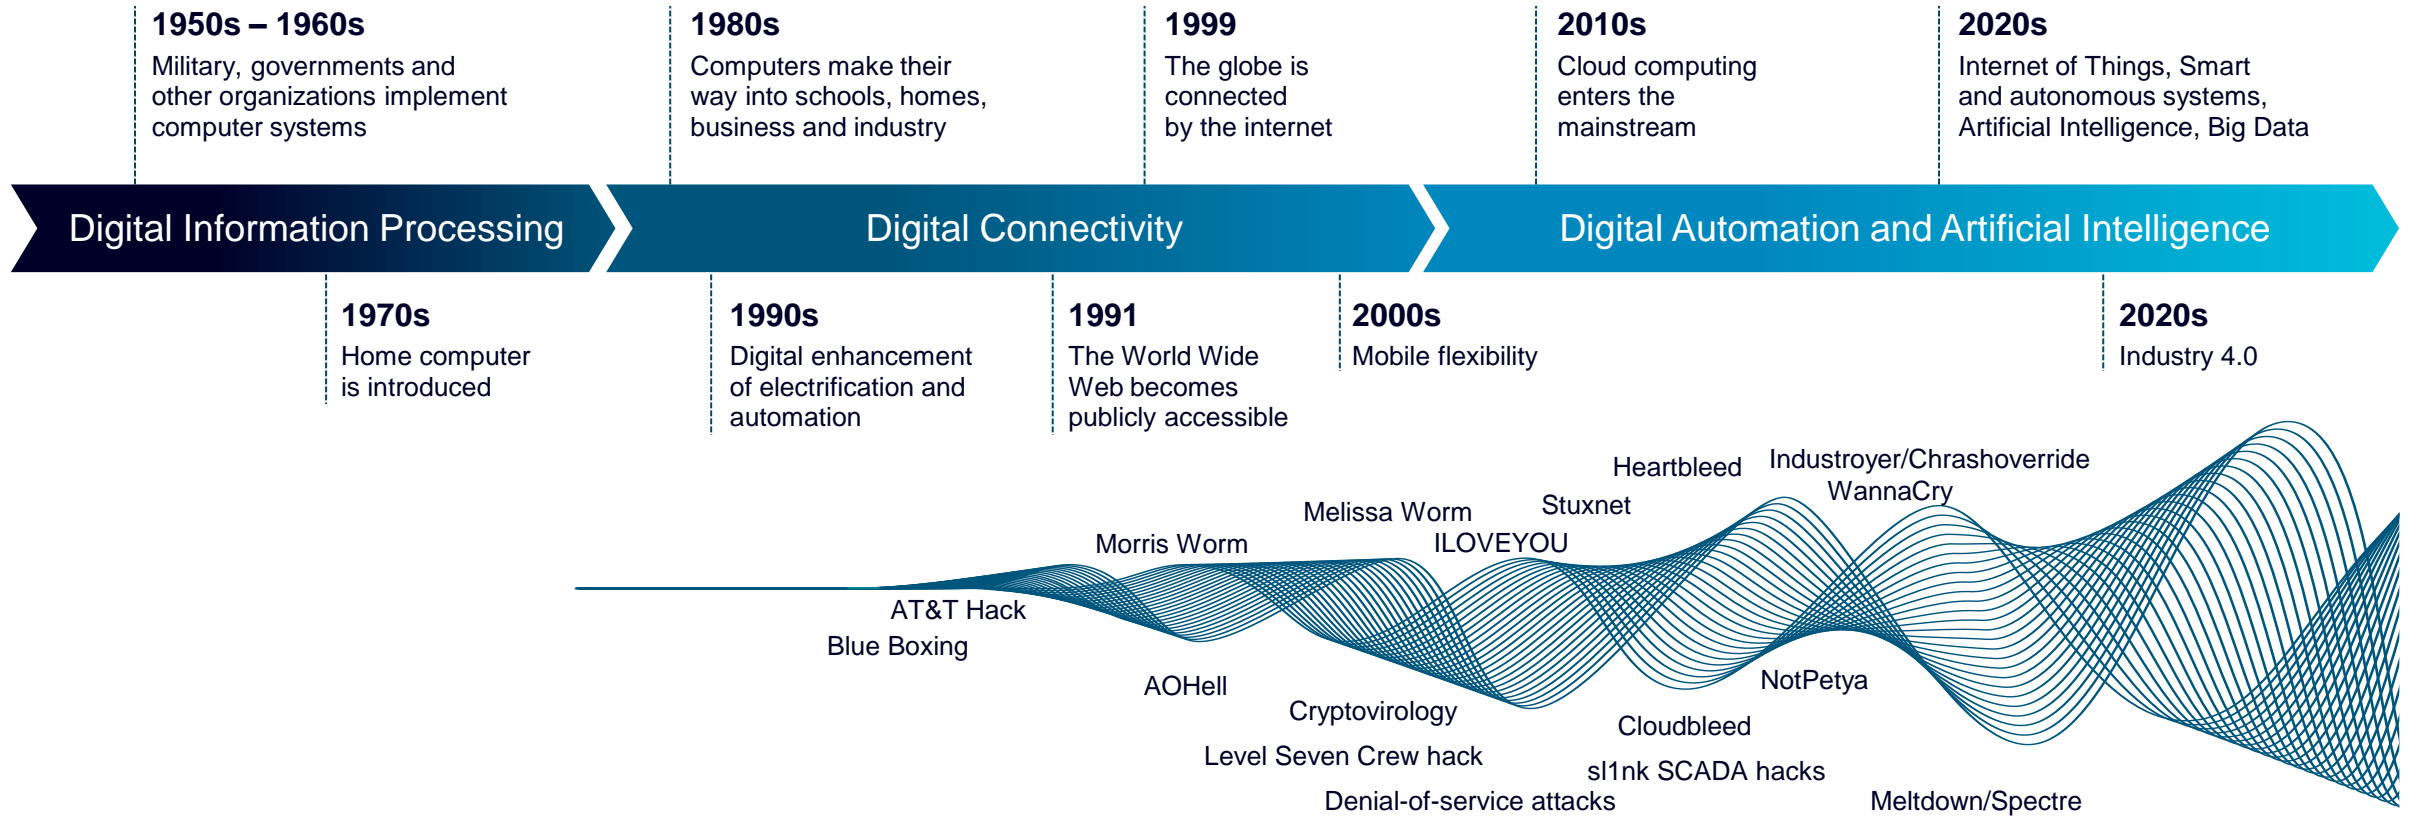 1950s – 1960s
Military, governments and
other organizations implement
computer systems
1980s
Computers make their
way into schools, homes,
business and industry
1999
The globe is
connected
by the internet
2010s
Cloud computing
enters the
mainstream
2020s
Internet of Things, Smart
and autonomous systems,
Artificial Intelligence, Big Data
Digital Information Processing
Digital Connectivity
Digital Automation and Artificial Intelligence
1970s
Home computer
is introduced
1990s
Digital enhancement
of electrification and
automation
1991
The World Wide
Web becomes
publicly accessible
2000s
Mobile flexibility
2020s
Industry 4.0
Heartbleed
Industroyer/Chrashoverride
WannaCry
Stuxnet
Melissa Worm
ILOVEYOU
Morris Worm
AT&T Hack
Blue Boxing
AOHell
NotPetya
Cryptovirology
Cloudbleed
Level Seven Crew hack
sl1nk SCADA hacks
Denial-of-service attacks
Meltdown/Spectre